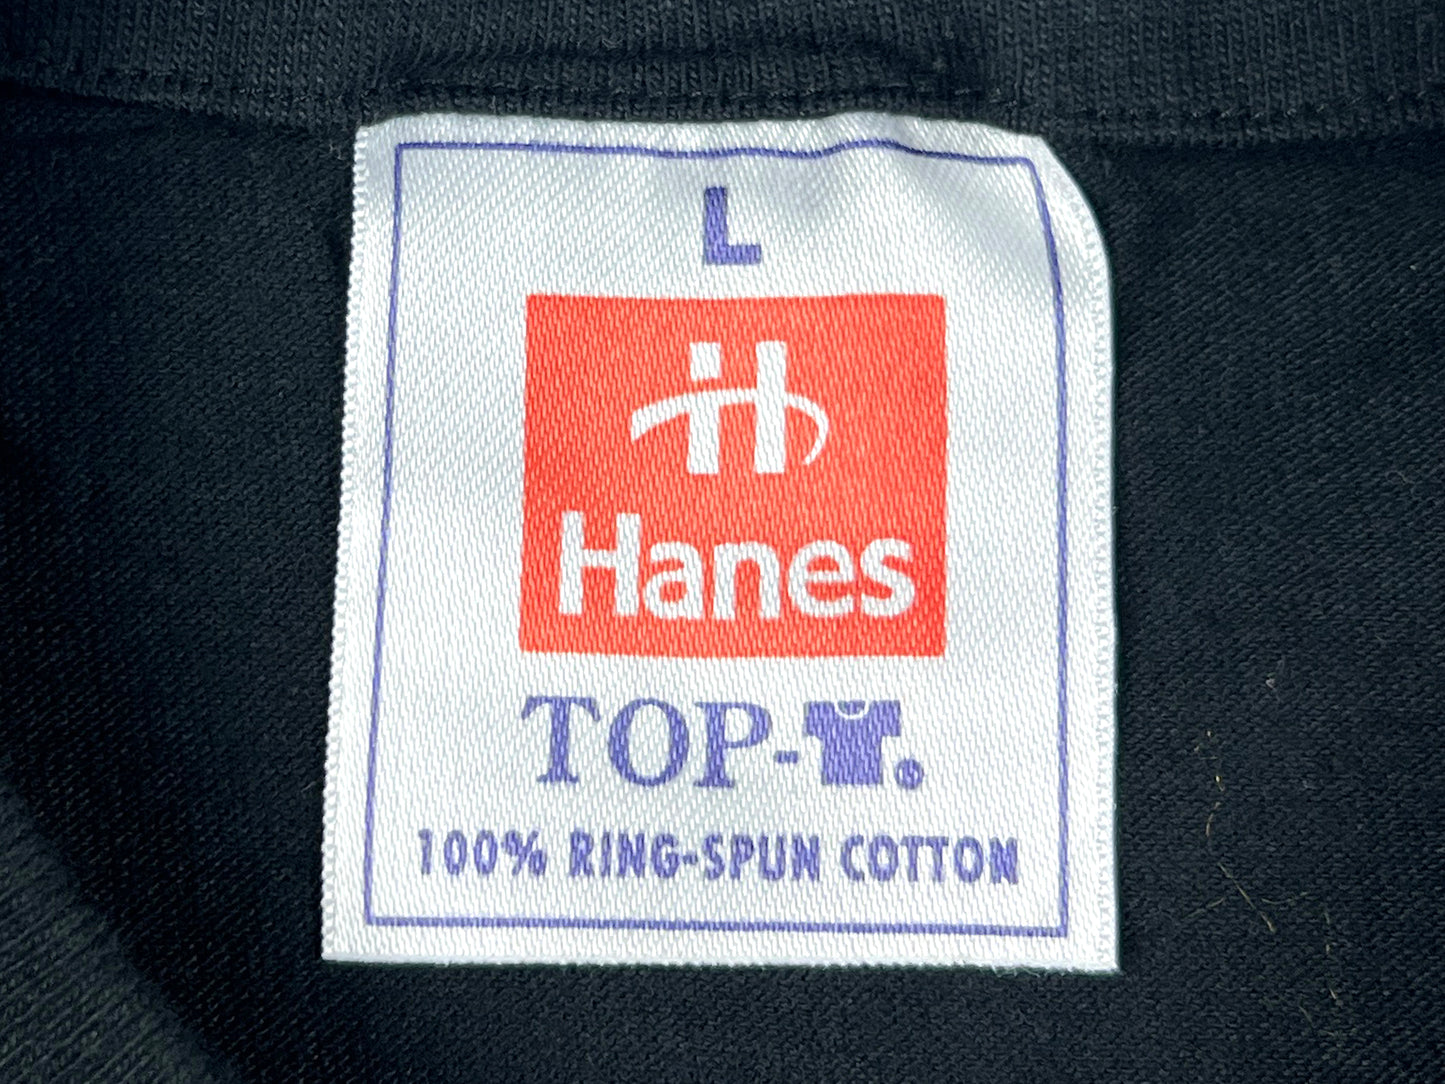 L
H
Hanes
TOP-®
100% RING-SPUN COTTON